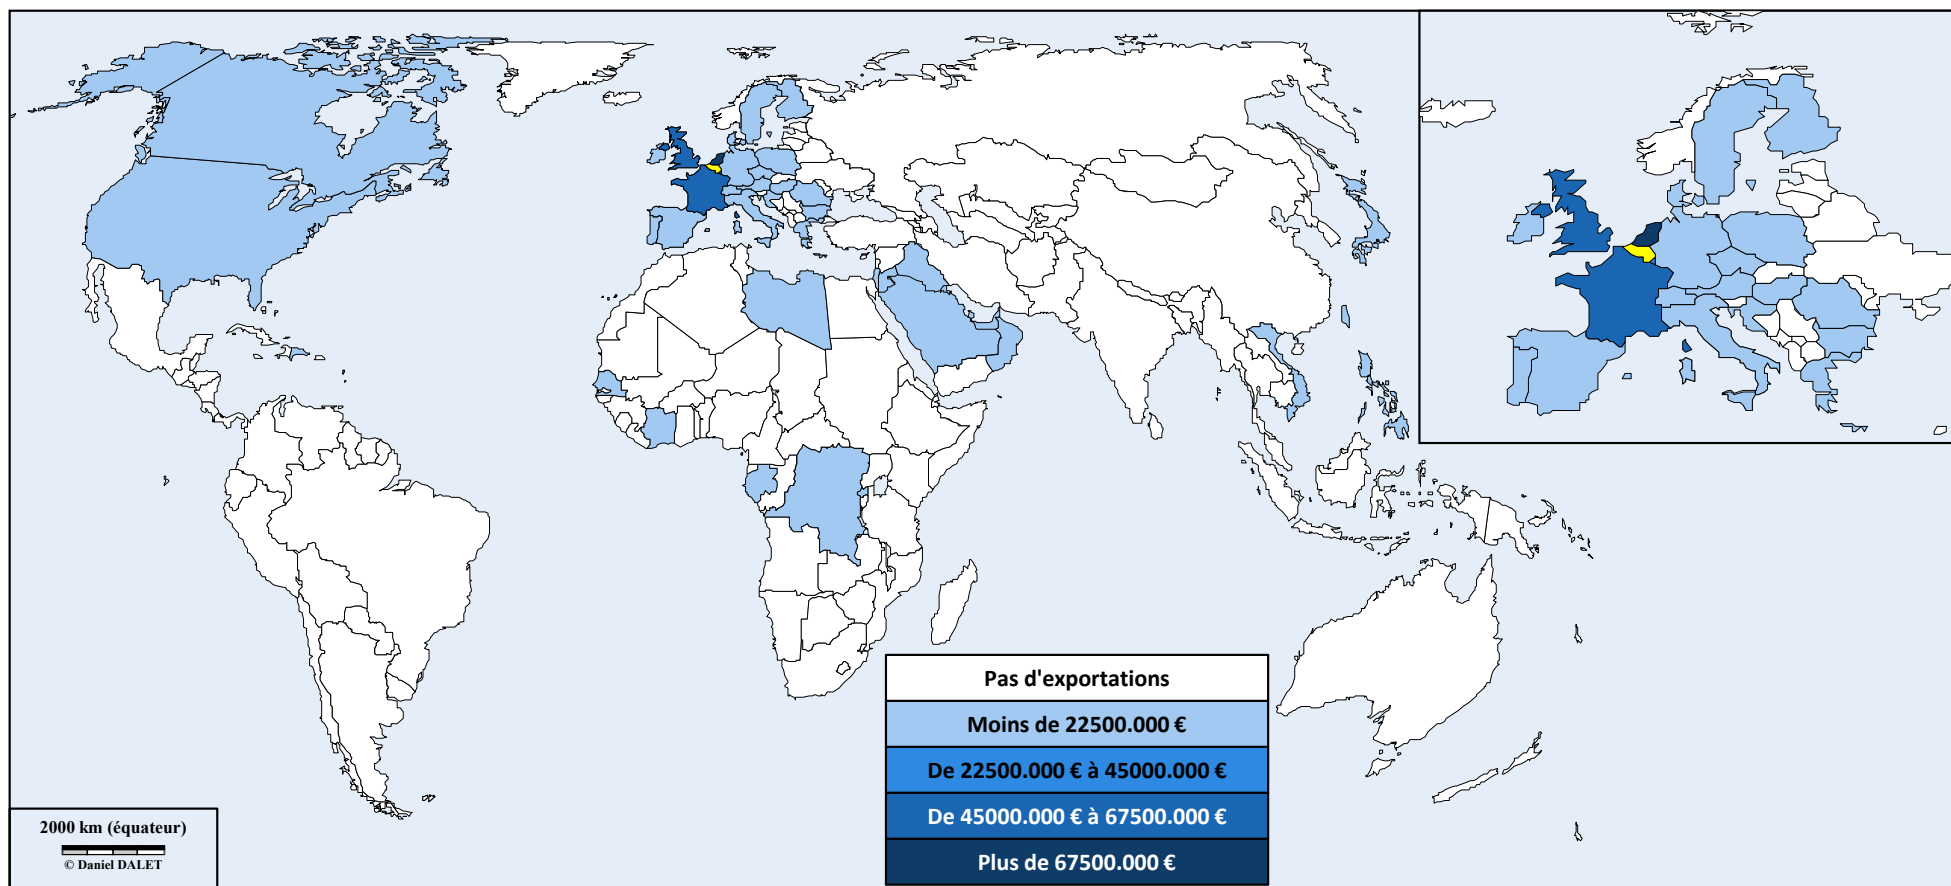 Pas d'exportations
Moins de 22500.000 €
De 22500.000 € à 45000.000 €
De 45000.000 € à 67500.000 €
Plus de 67500.000 €
2000 km (équateur)
© Daniel DALET